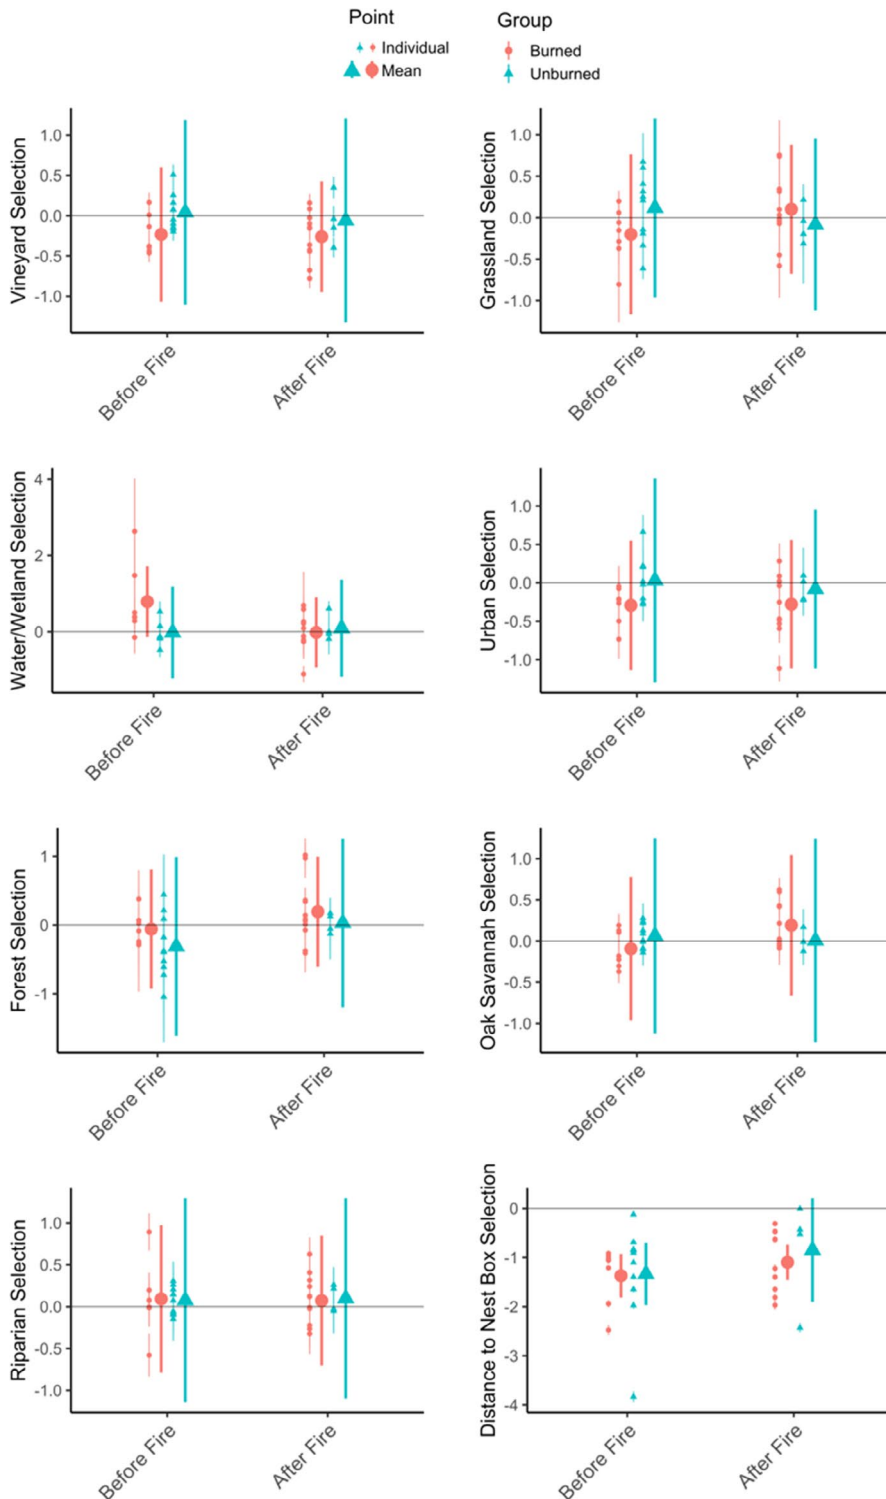 Point
Individual
Mean
Group
Burned
Unburned
Vineyard Selection
1.0
0.5
0.0
-0.5
-1.0
Before Fire
After Fire
Grassland Selection
1.0
0.5
0.0
-0.5
-1.0
Before Fire
After Fire
Water/Wetland Selection
4
2
0
Before Fire
After Fire
Urban Selection
1.0
0.5
0.0
-0.5
-1.0
Before Fire
After Fire
Forest Selection
1
0
-1
Before Fire
After Fire
Oak Savannah Selection
1.0
0.5
0.0
-0.5
-1.0
Before Fire
After Fire
Riparian Selection
1.0
0.5
0.0
-0.5
-1.0
Before Fire
After Fire
Distance to Nest Box Selection
0
-1
-2
-3
-4
Before Fire
After Fire